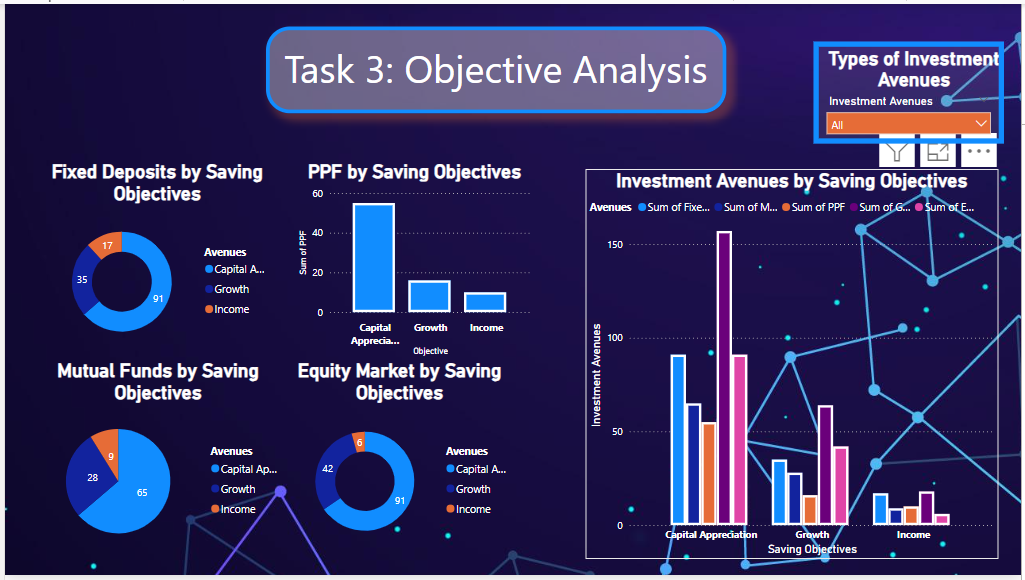 Task 3: Objective Analysis
Types of Investment
Avenues
Investment Avenues
All
Fixed Deposits by Saving
Objectives
17
35
91
Avenues
Capital A...
Growth
Income
PPF by Saving Objectives
Sum of PPF
60
40
20
0
Capital
Apprecia...
Growth
Income
Objective
Mutual Funds by Saving
Objectives
9
28
65
Avenues
Capital Ap...
Growth
Income
Equity Market by Saving
Objectives
6
42
91
Avenues
Capital A...
Growth
Income
Investment Avenues by Saving Objectives
Avenues Sum of Fixe... Sum of M... Sum of PPF Sum of G... Sum of E...
Investment Avenues
150
100
50
0
Capital Appreciation Growth Income
Saving Objectives